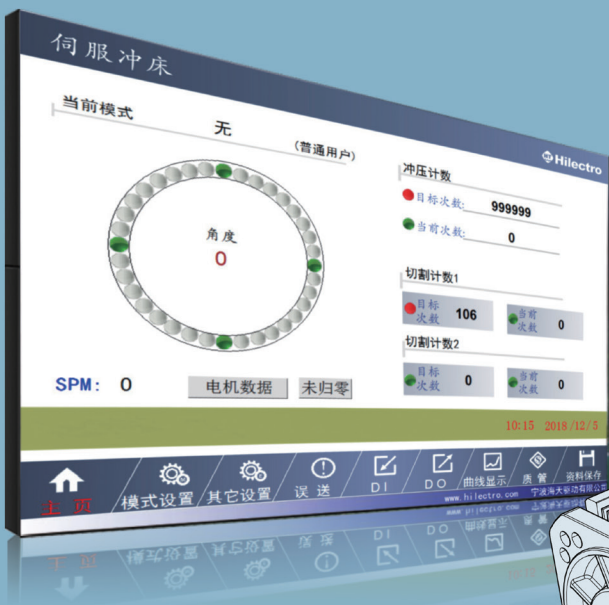 伺服冲床
Hilectro
当前模式 无 (普通用户)
角度
0
SPM: 0 电机数据 未归零
冲压计数
目标次数: 999999
当前次数: 0
切割计数1
目标次数 106 当前次数 0
切割计数2
目标次数 0 当前次数 0
10:15 2018/12/5
主页 模式设置 其它设置 误送 DI DO 曲线显示 质管 资料保存
www.hilectro.com 宁波海天驱动有限公司